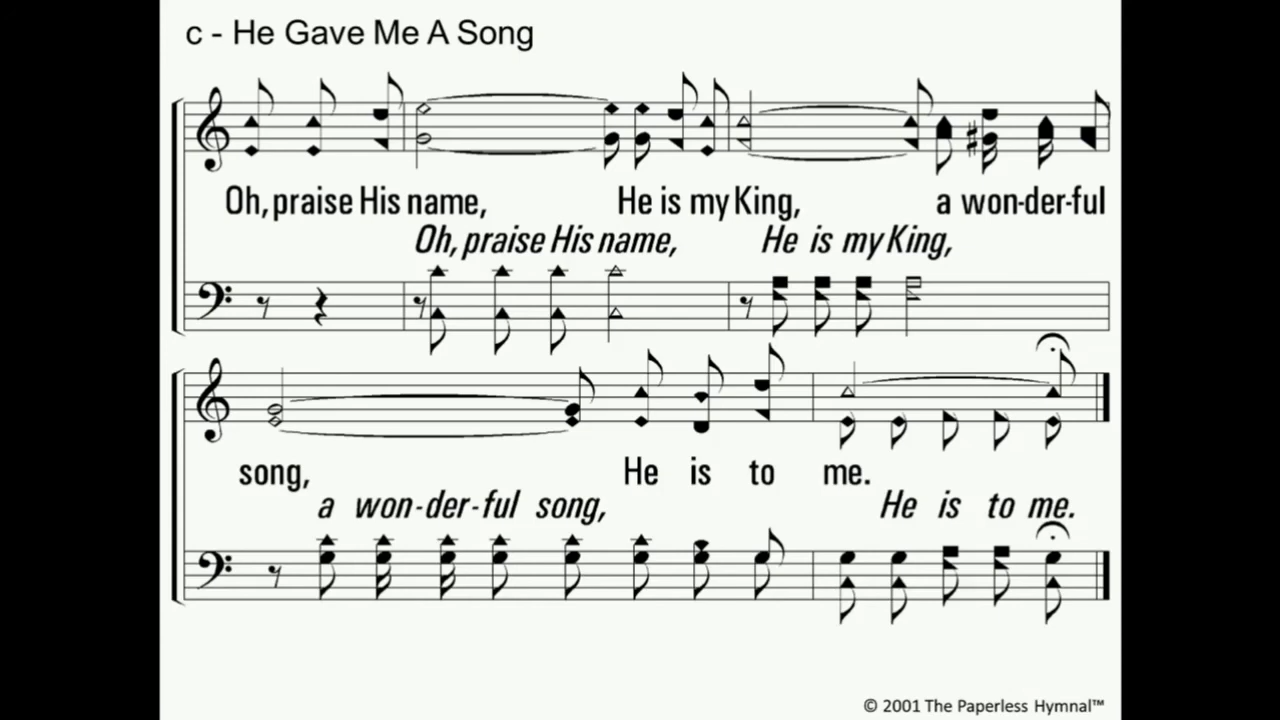 c - He Gave Me A Song
Oh, praise His name, He is my King, a won-der-ful
Oh, praise His name, He is my King,
song, He is to me.
a won-der-ful song, He is to me.
© 2001 The Paperless Hymnal™